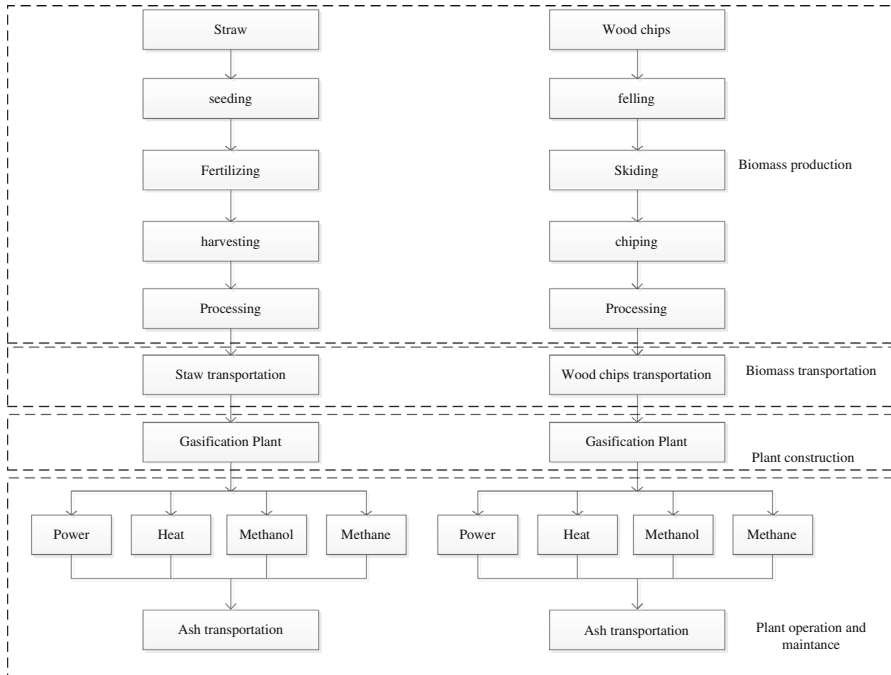 Straw
Wood chips
seeding
felling
Fertilizing
Skiding
Biomass production
harvesting
chiping
Processing
Processing
Staw transportation
Wood chips transportation
Biomass transportation
Gasification Plant
Gasification Plant
Plant construction
Power
Heat
Methanol
Methane
Power
Heat
Methanol
Methane
Ash transportation
Ash transportation
Plant operation and
maintance